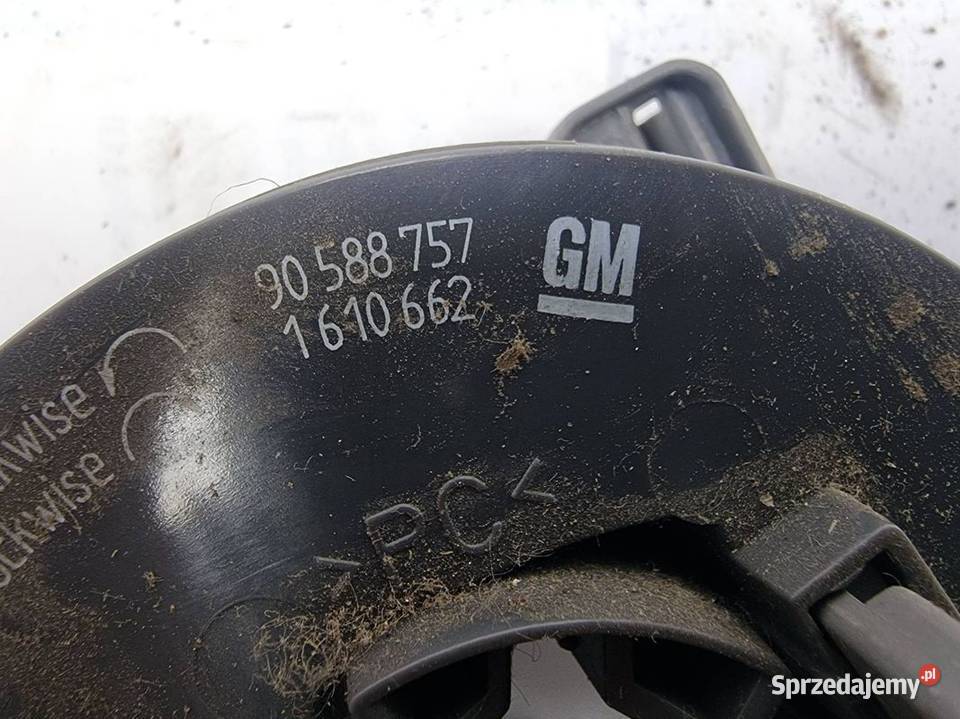 90 588 757
1 610 662
GM
>PC<
Sprzedajemy.pl